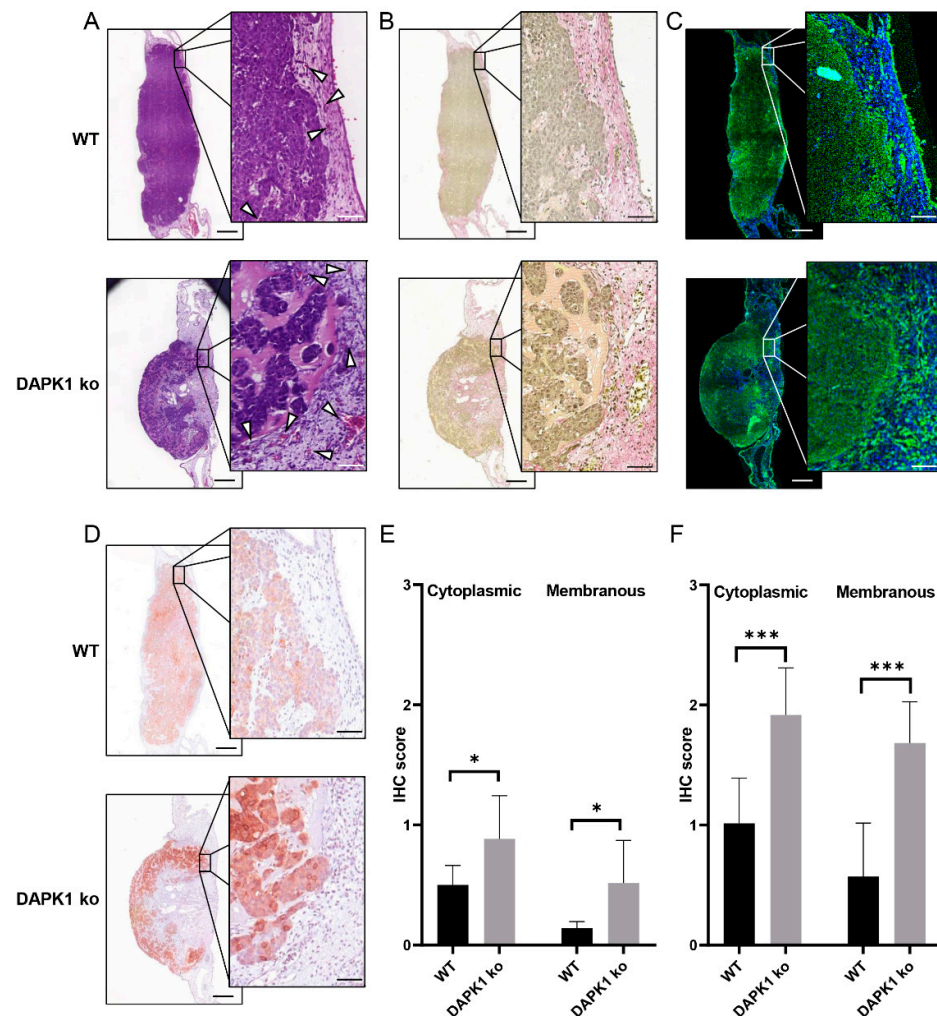 A
B
C
WT
DAPK1 ko
D
E
F
WT
DAPK1 ko
3
2
1
0
IHC score
Cytoplasmic
Membranous
*
*
WT
DAPK1 ko
WT
DAPK1 ko
3
2
1
0
IHC score
Cytoplasmic
Membranous
***
***
WT
DAPK1 ko
WT
DAPK1 ko